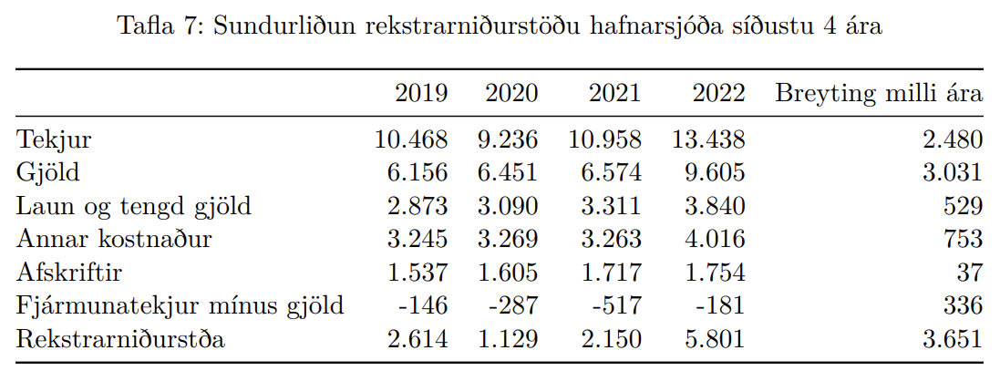 Tafla 7: Sundurliðun rekstrarniðurstöðu hafnarsjóða síðustu 4 ára
2019 2020 2021 2022 Breyting milli ára
Tekjur 10.468 9.236 10.958 13.438 2.480
Gjöld 6.156 6.451 6.574 9.605 3.031
Laun og tengd gjöld 2.873 3.090 3.311 3.840 529
Annar kostnaður 3.245 3.269 3.263 4.016 753
Afskriftir 1.537 1.605 1.717 1.754 37
Fjármunatekjur mínus gjöld -146 -287 -517 -181 336
Rekstrarniðurstða 2.614 1.129 2.150 5.801 3.651